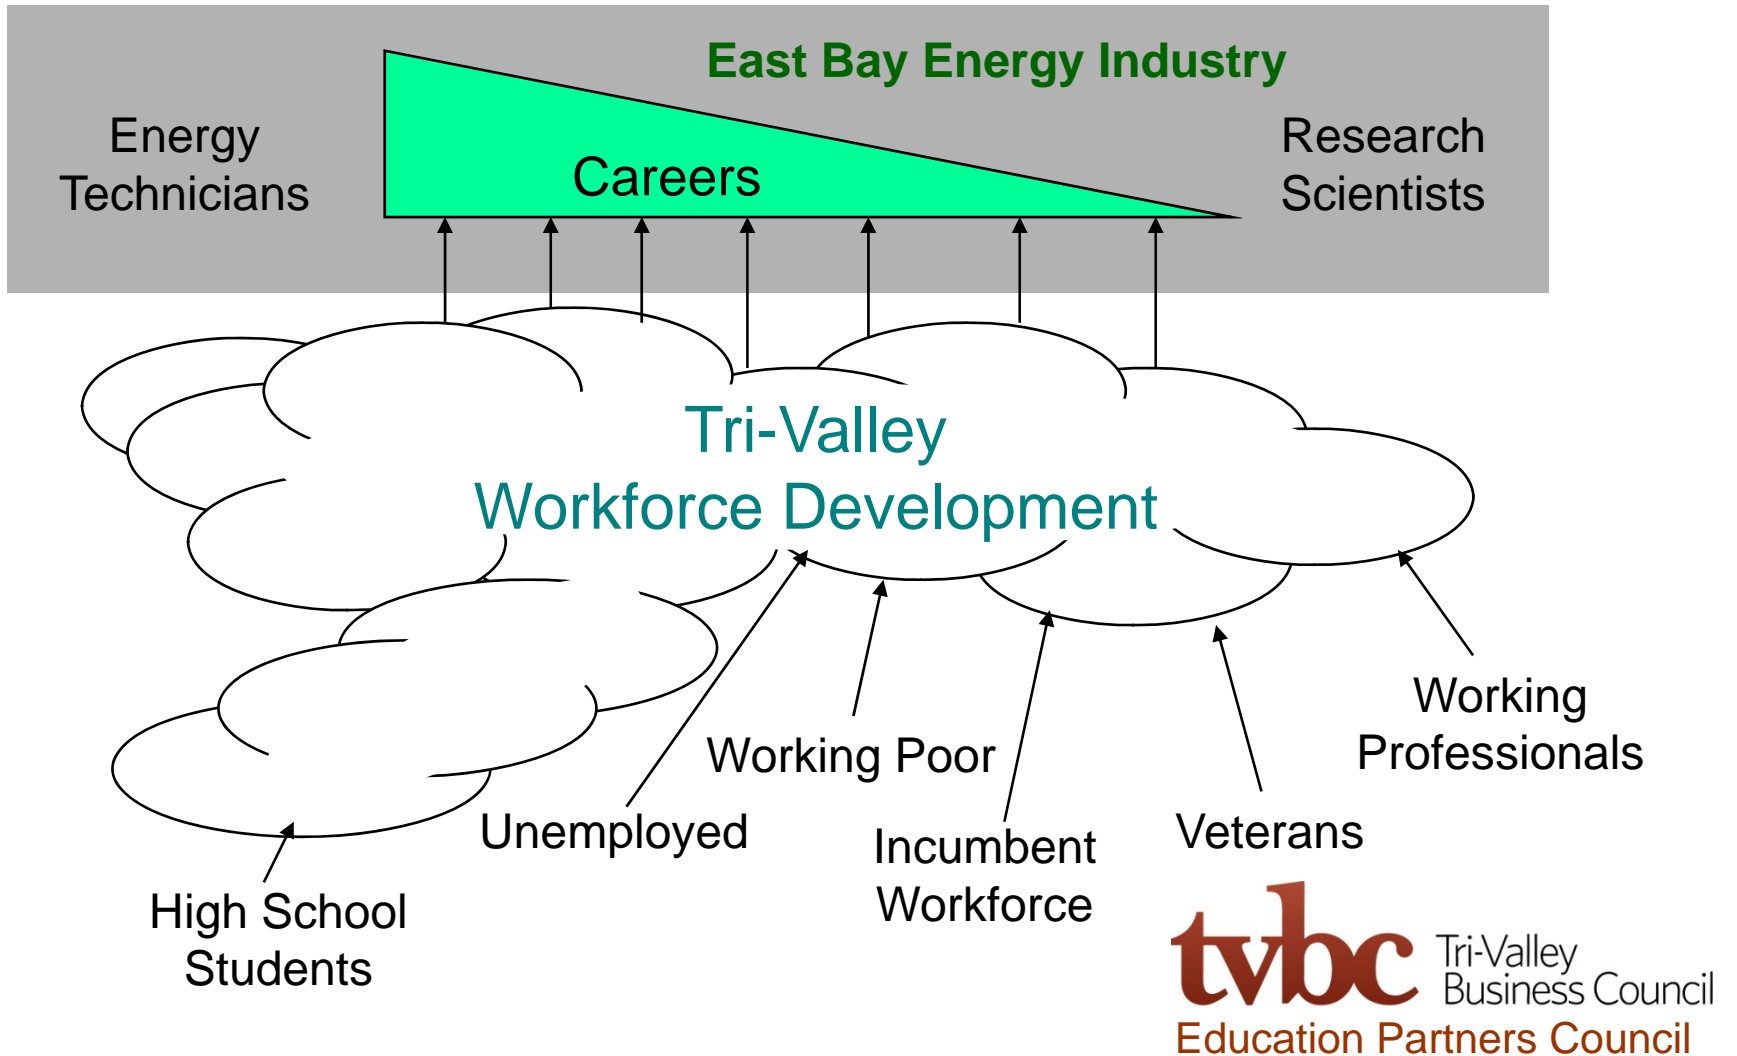 East Bay Energy Industry
Energy
Technicians
Careers
Research
Scientists
Tri-Valley
Workforce Development
Working
Professionals
Working Poor
Unemployed
Incumbent
Workforce
Veterans
High School
Students
tvbc
Tri-Valley
Business Council
Education Partners Council